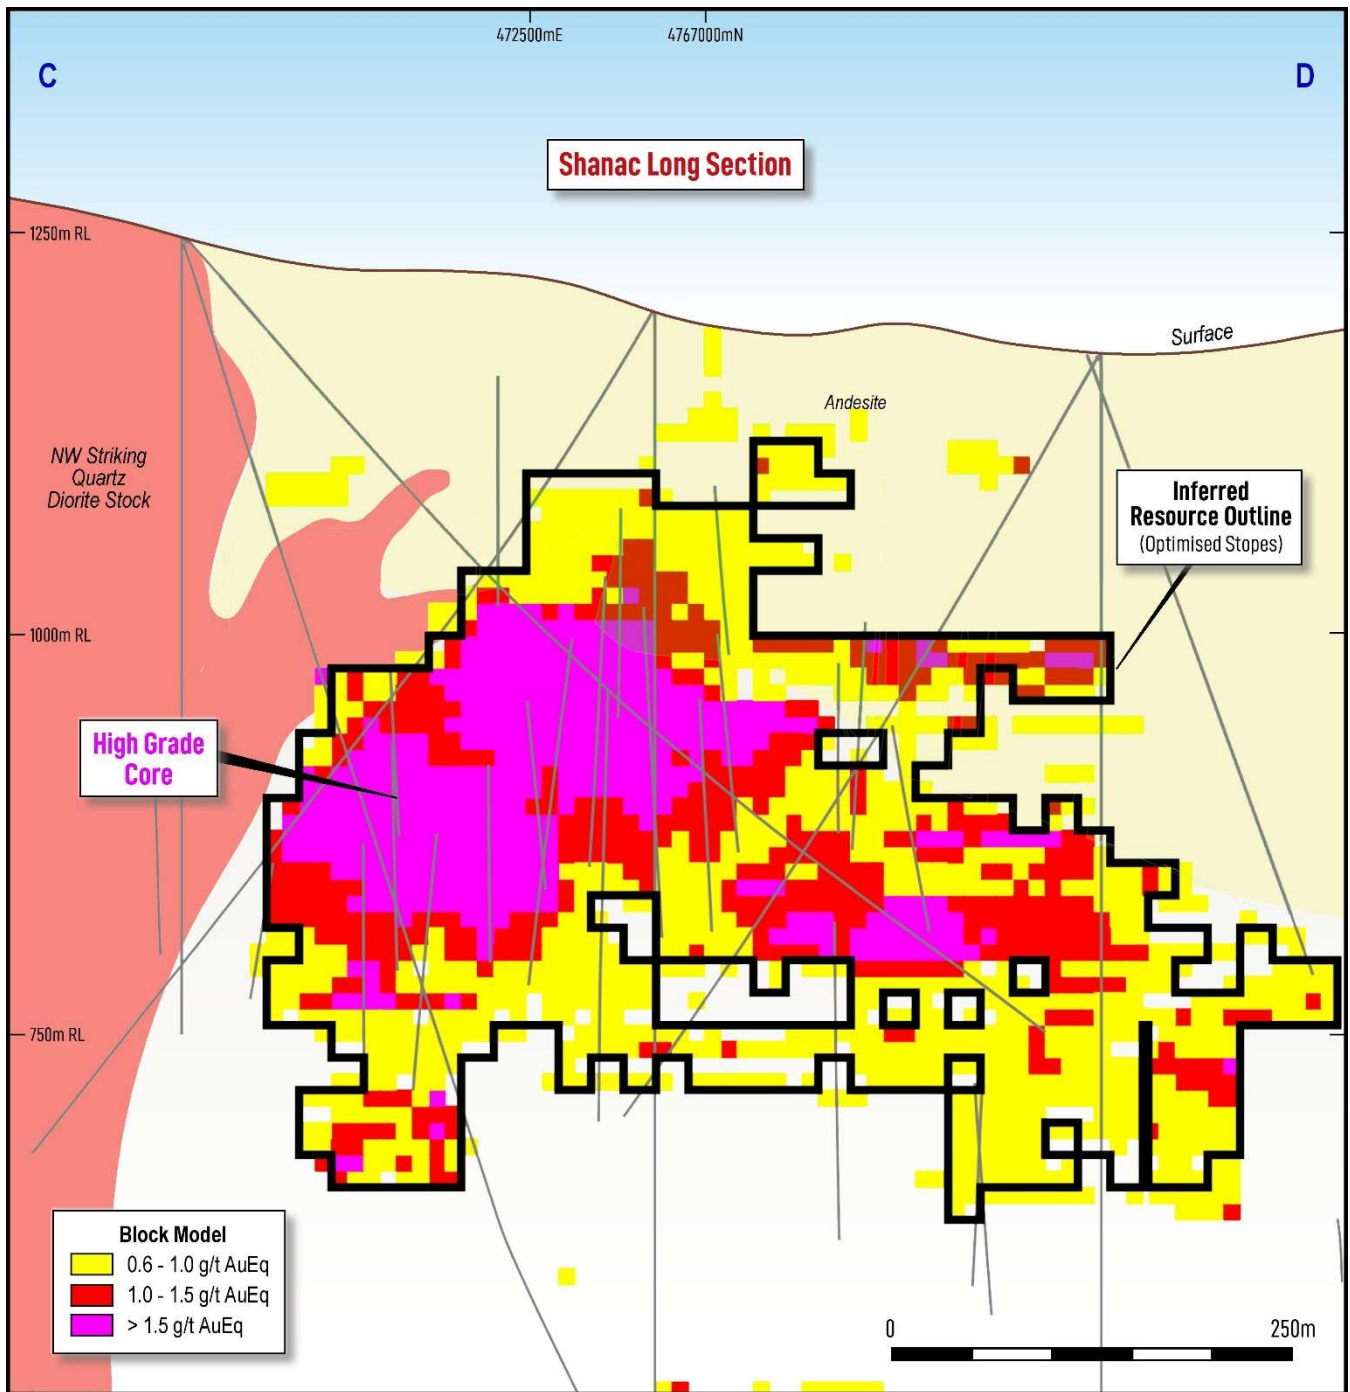 472500mE
4767000mN
C
D
Shanac Long Section
1250m RL
Surface
Andesite
NW Striking
Quartz
Diorite Stock
Inferred
Resource Outline
(Optimised Stopes)
1000m RL
High Grade
Core
750m RL
Block Model
0.6 - 1.0 g/t AuEq
1.0 - 1.5 g/t AuEq
> 1.5 g/t AuEq
0
250m